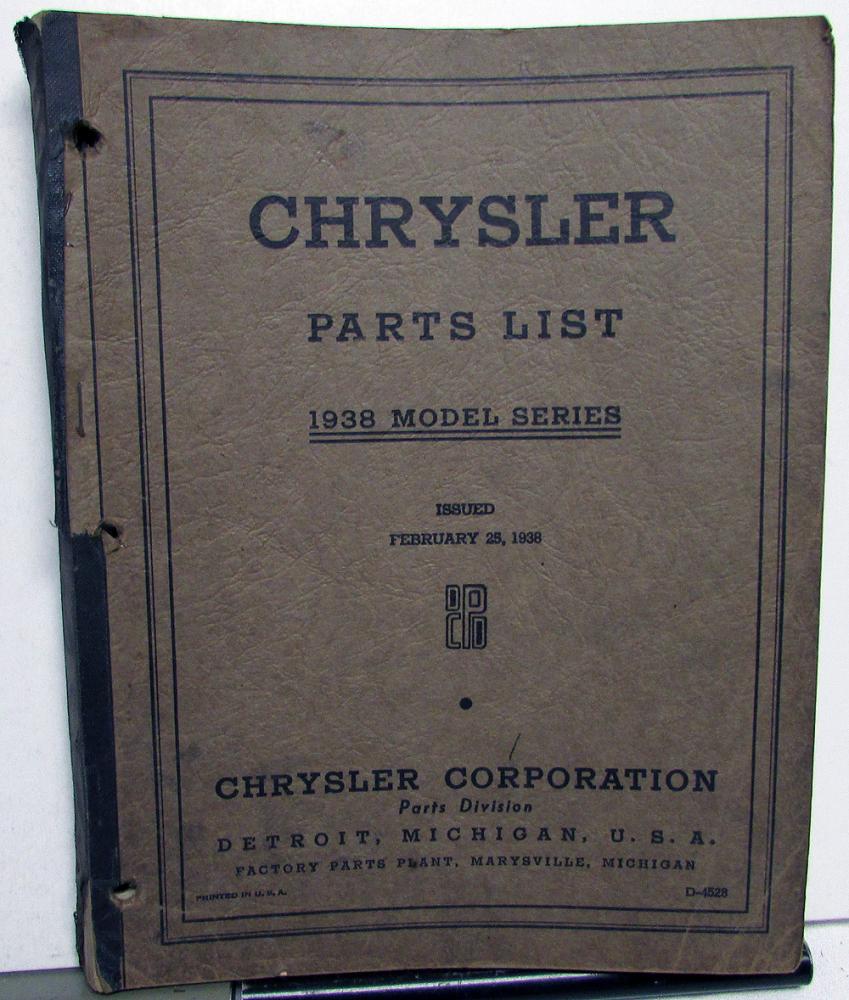 CHRYSLER
PARTS LIST
1938 MODEL SERIES
ISSUED
FEBRUARY 25, 1938
DPCD
CHRYSLER CORPORATION
Parts Division
DETROIT, MICHIGAN, U. S. A.
FACTORY PARTS PLANT, MARYSVILLE, MICHIGAN
PRINTED IN U. S. A.
D-4528